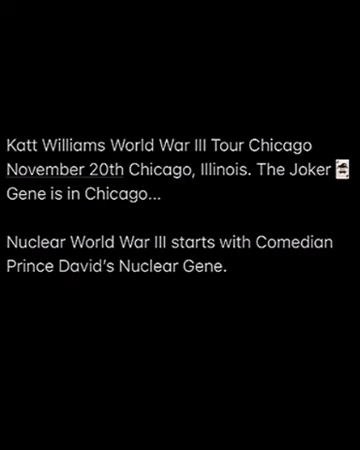 Katt Williams World War III Tour Chicago
November 20th Chicago, Illinois. The Joker 🃏
Gene is in Chicago...
Nuclear World War III starts with Comedian
Prince David’s Nuclear Gene.